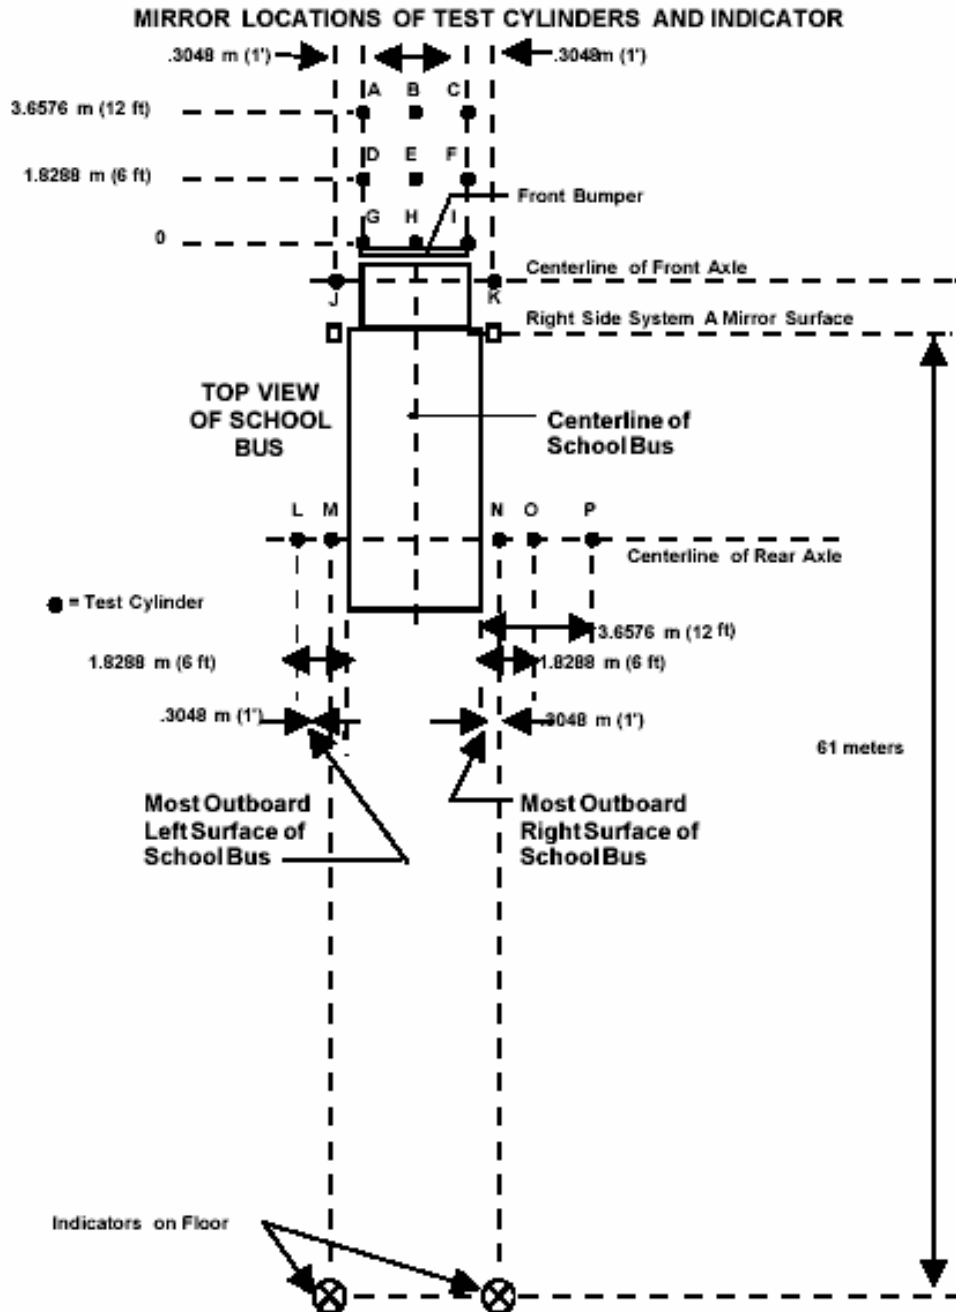 MIRROR LOCATIONS OF TEST CYLINDERS AND INDICATOR
.3048 m (1')
.3048m (1')
A B C
3.6576 m (12 ft)
D E F
1.8288 m (6 ft)
Front Bumper
G H I
0
Centerline of Front Axle
J K
Right Side System A Mirror Surface
TOP VIEW
OF SCHOOL
BUS
Centerline of
School Bus
L M N O P
Centerline of Rear Axle
= Test Cylinder
3.6576 m (12 ft)
1.8288 m (6 ft)
1.8288 m (6 ft)
.3048 m (1')
.3048 m (1')
61 meters
Most Outboard
Left Surface of
School Bus
Most Outboard
Right Surface of
School Bus
Indicators on Floor